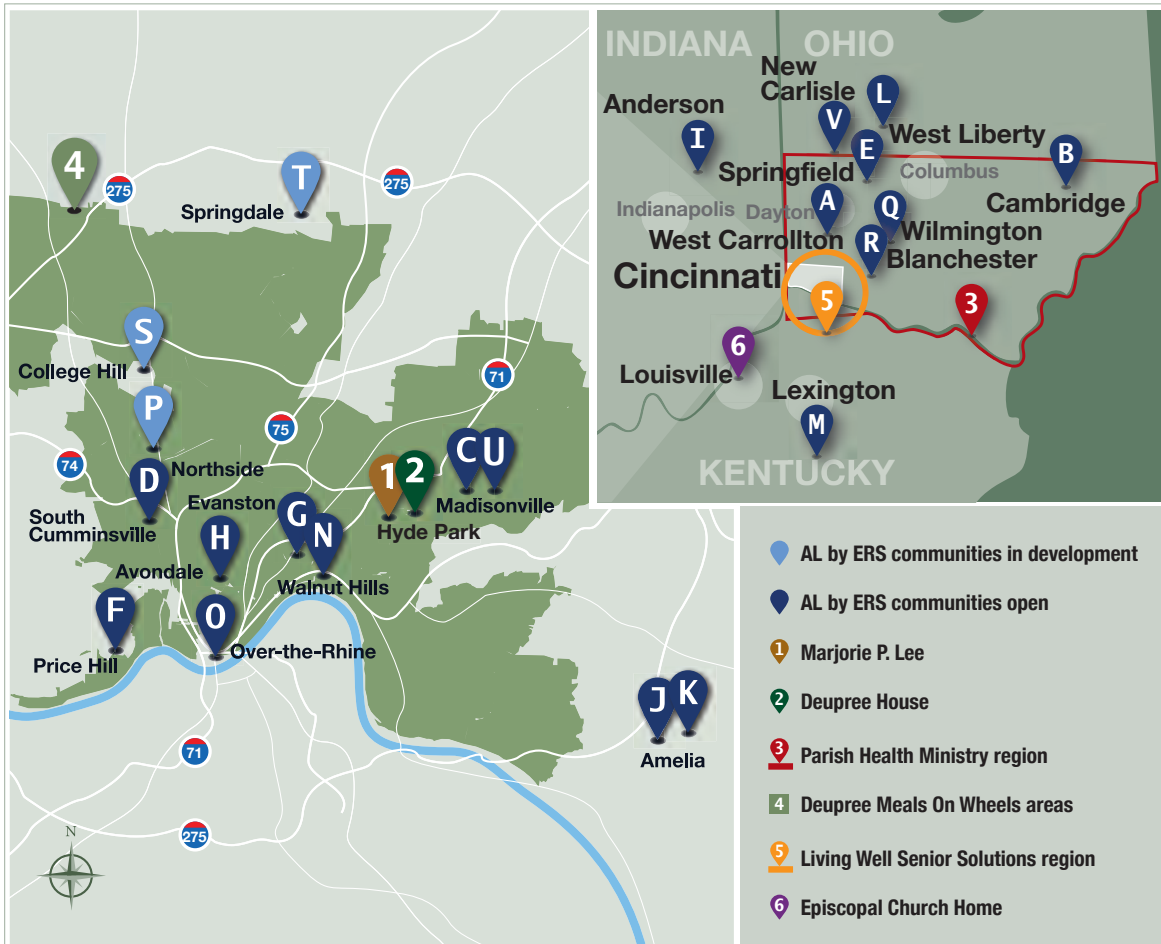 4
275
T
275
Springdale
S
College Hill
71
P
75
74
Northside
D
C U
1 2
Evanston
Madisonville
South
Cumminsville
G
N
Hyde Park
H
Avondale
Walnut Hills
F
O
Over-the-Rhine
Price Hill
J K
Amelia
71
275
N
INDIANA OHIO
New
Carlisle
L
Anderson
V
I
West Liberty
E
B
Springfield
Columbus
A
Cambridge
Indianapolis Dayton
Q
West Carrollton
Wilmington
R
Blanchester
Cincinnati
5
3
6
Louisville
Lexington
M
KENTUCKY
AL by ERS communities in development
AL by ERS communities open
1 Marjorie P. Lee
2 Deupree House
3 Parish Health Ministry region
4 Deupree Meals On Wheels areas
5 Living Well Senior Solutions region
6 Episcopal Church Home